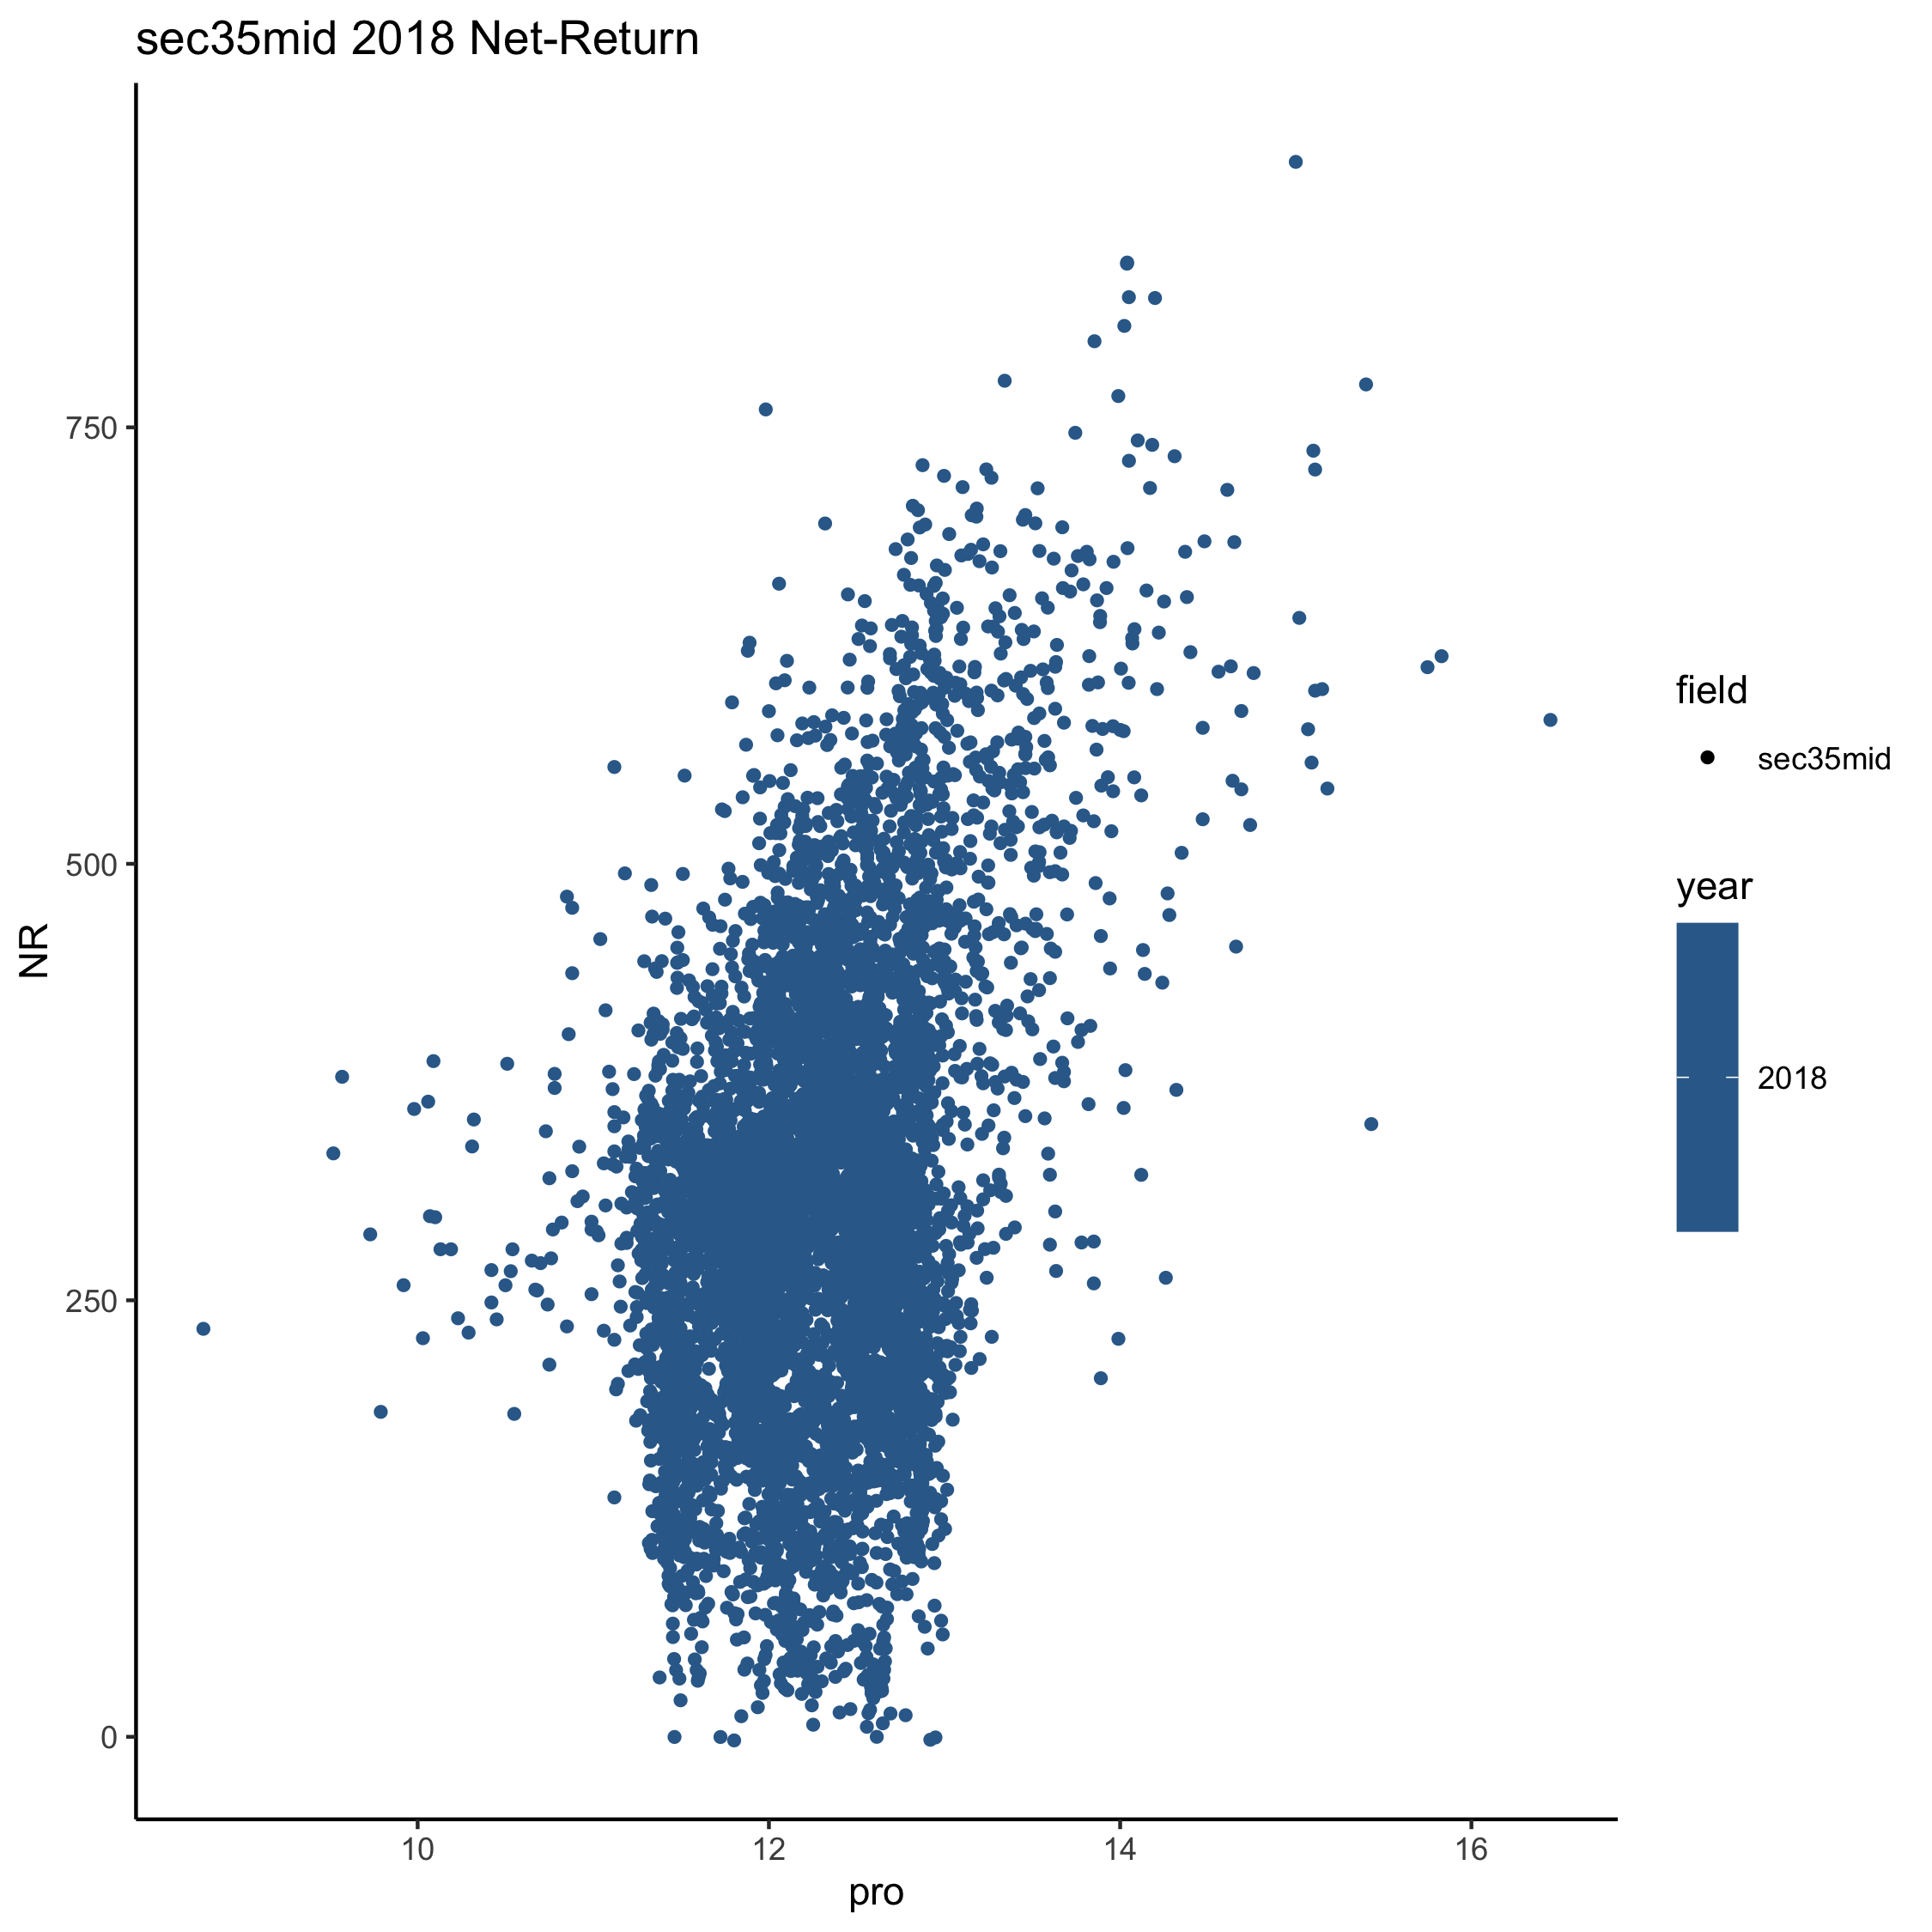 sec35mid 2018 Net-Return
NR
750
500
250
0
10 12 14 16
pro
field
sec35mid
year
2018